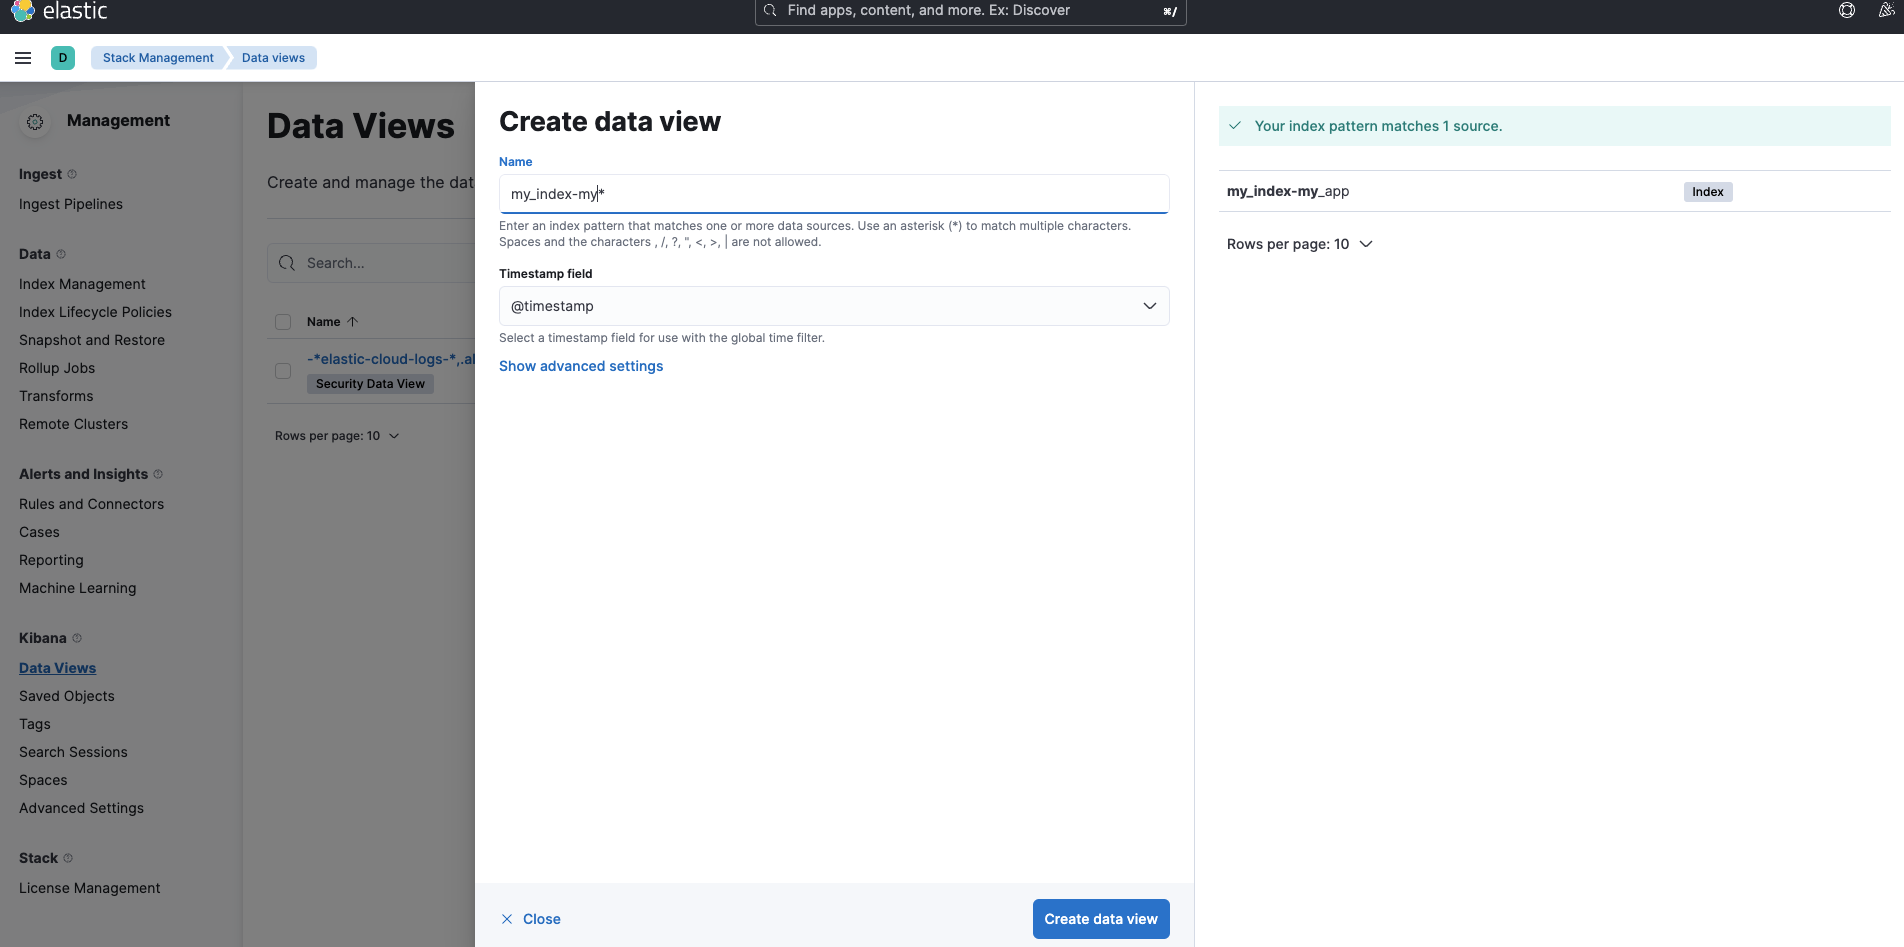 elastic
Find apps, content, and more. Ex: Discover
⌘/
D
Stack Management
Data views
Management
Ingest
Ingest Pipelines
Data
Index Management
Index Lifecycle Policies
Snapshot and Restore
Rollup Jobs
Transforms
Remote Clusters
Alerts and Insights
Rules and Connectors
Cases
Reporting
Machine Learning
Kibana
Data Views
Saved Objects
Tags
Search Sessions
Spaces
Advanced Settings
Stack
License Management
Data Views
Create and manage the dat
Search...
Name ↑
-*elastic-cloud-logs-*,.al
Security Data View
Rows per page: 10
Create data view
Name
my_index-my*
Enter an index pattern that matches one or more data sources. Use an asterisk (*) to match multiple characters.
Spaces and the characters , /, ?, ", <, >, | are not allowed.
Timestamp field
@timestamp
Select a timestamp field for use with the global time filter.
Show advanced settings
Close
Create data view
Your index pattern matches 1 source.
my_index-my_app
Index
Rows per page: 10